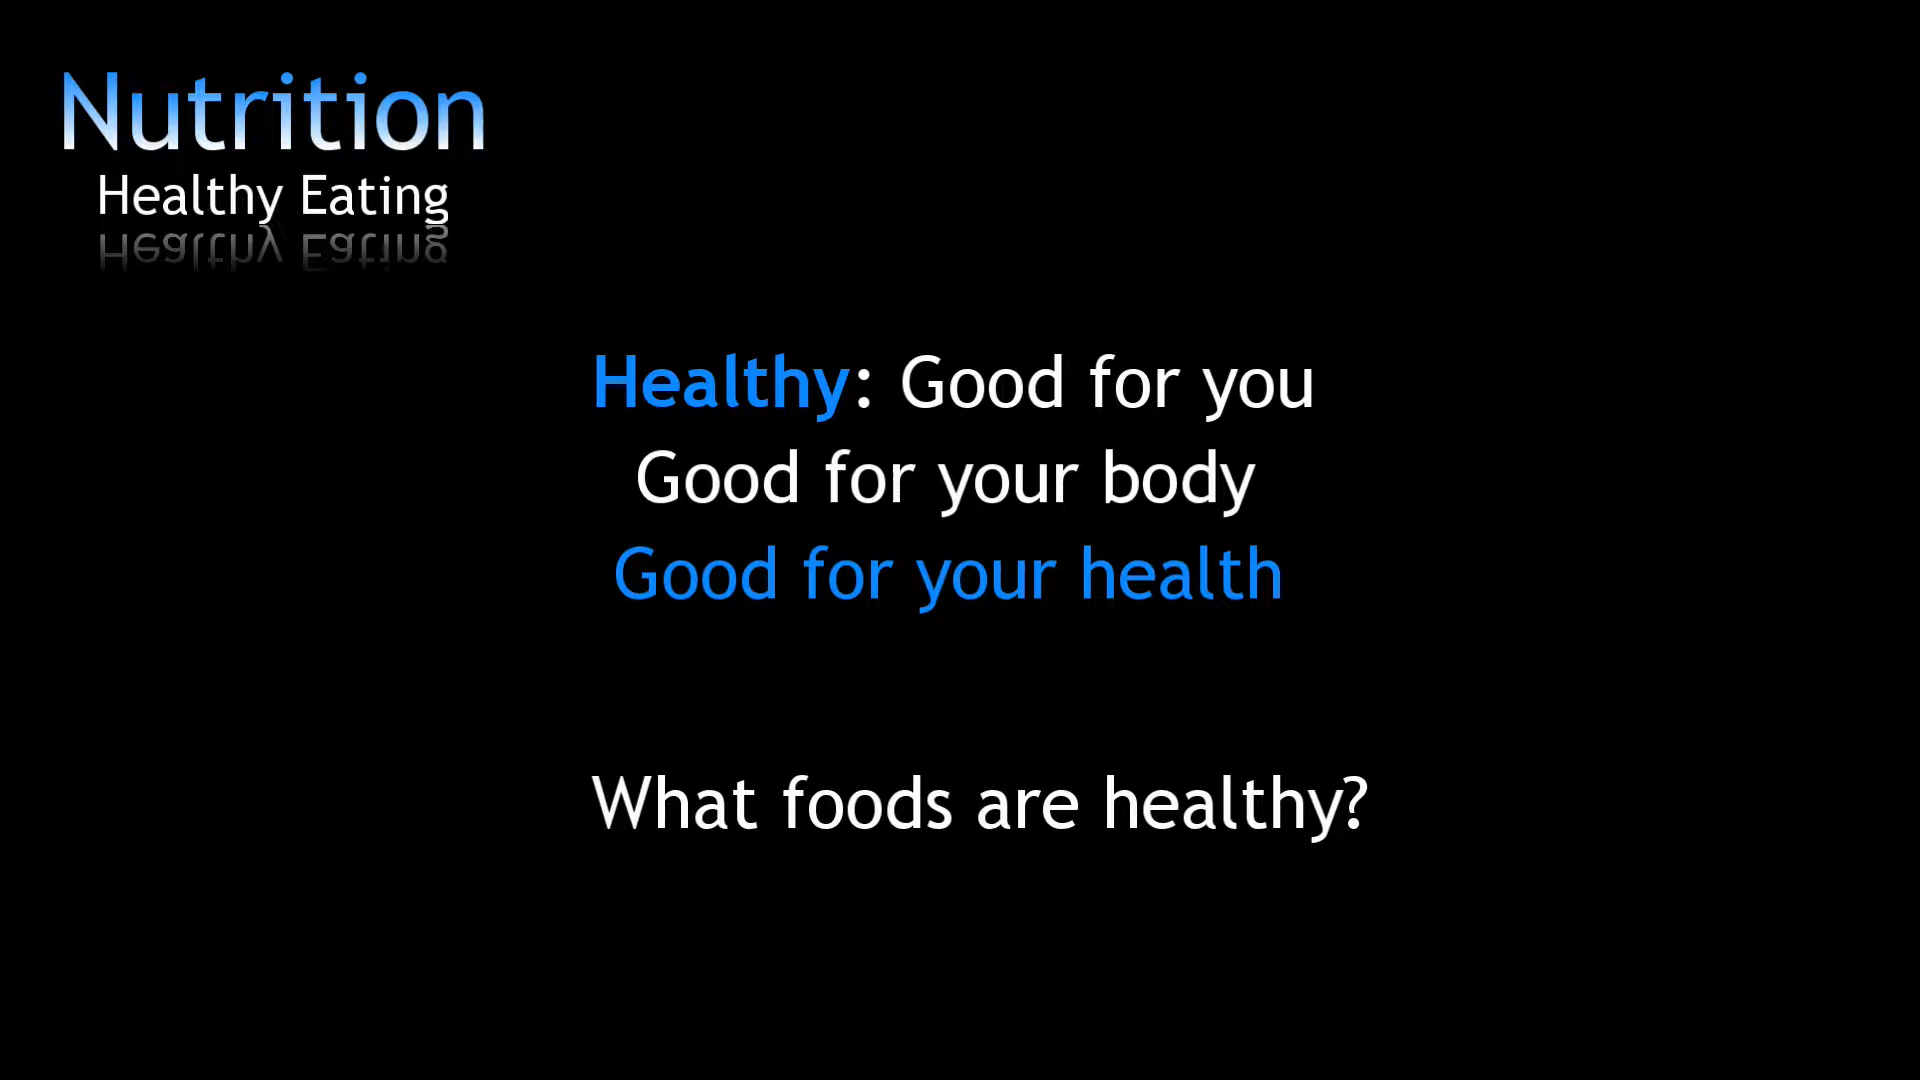 Nutrition
Healthy Eating
Healthy: Good for you
Good for your body
Good for your health
What foods are healthy?